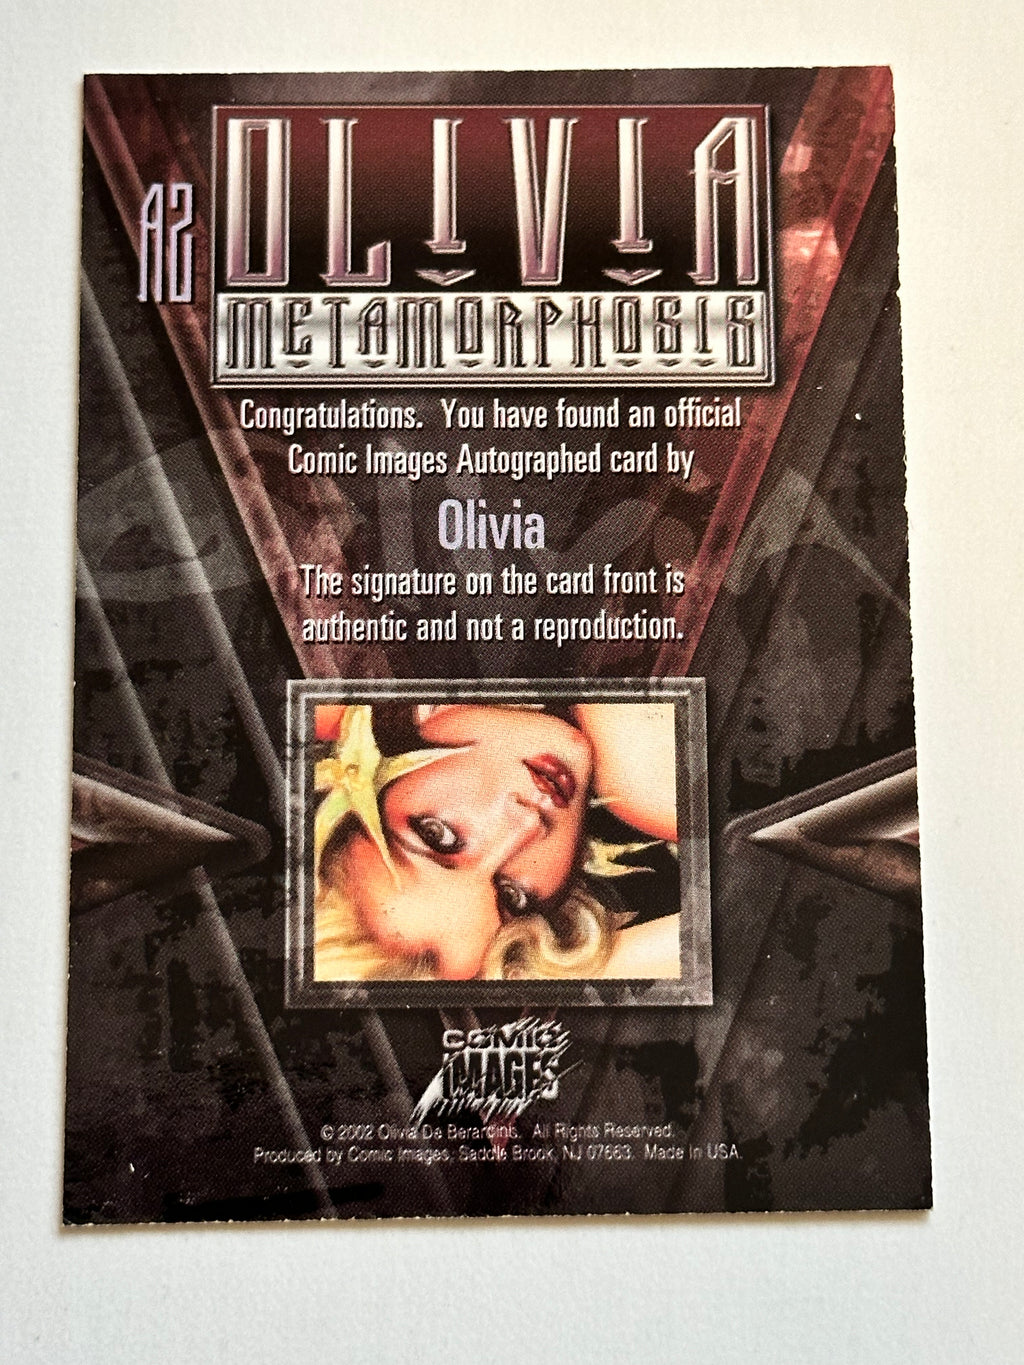 A2
OLIVIA
METAMORPHOSIS
Congratulations. You have found an official
Comic Images Autographed card by
Olivia
The signature on the card front is
authentic and not a reproduction.
COMIC
IMAGES
© 2002 Olivia De Berardinis. All Rights Reserved.
Produced by Comic Images, Saddle Brook, NJ 07663. Made in USA.